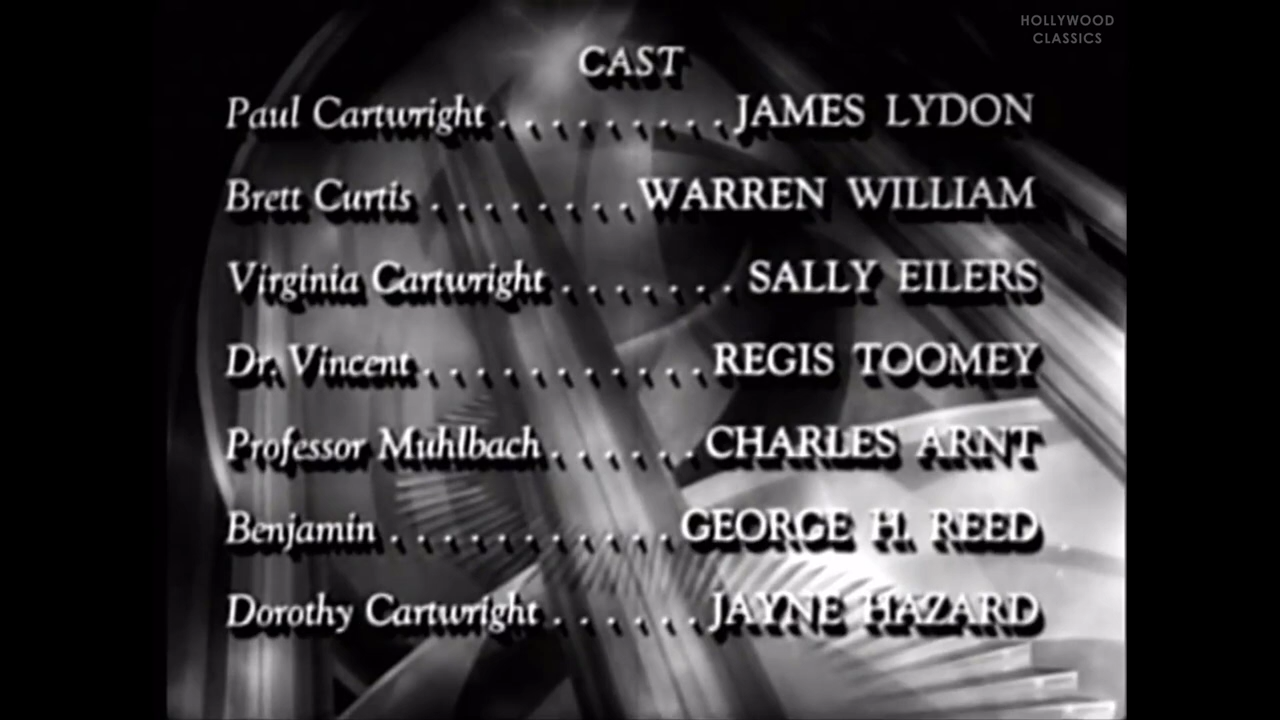 HOLLYWOOD
CLASSICS
CAST
Paul Cartwright . . . . . . . . . JAMES LYDON
Brett Curtis . . . . . . . . WARREN WILLIAM
Virginia Cartwright . . . . . . . SALLY EILERS
Dr. Vincent . . . . . . . . . . . REGIS TOOMEY
Professor Muhlbach . . . . . . CHARLES ARNT
Benjamin . . . . . . . . . . . GEORGE H. REED
Dorothy Cartwright . . . . . . JAYNE HAZARD